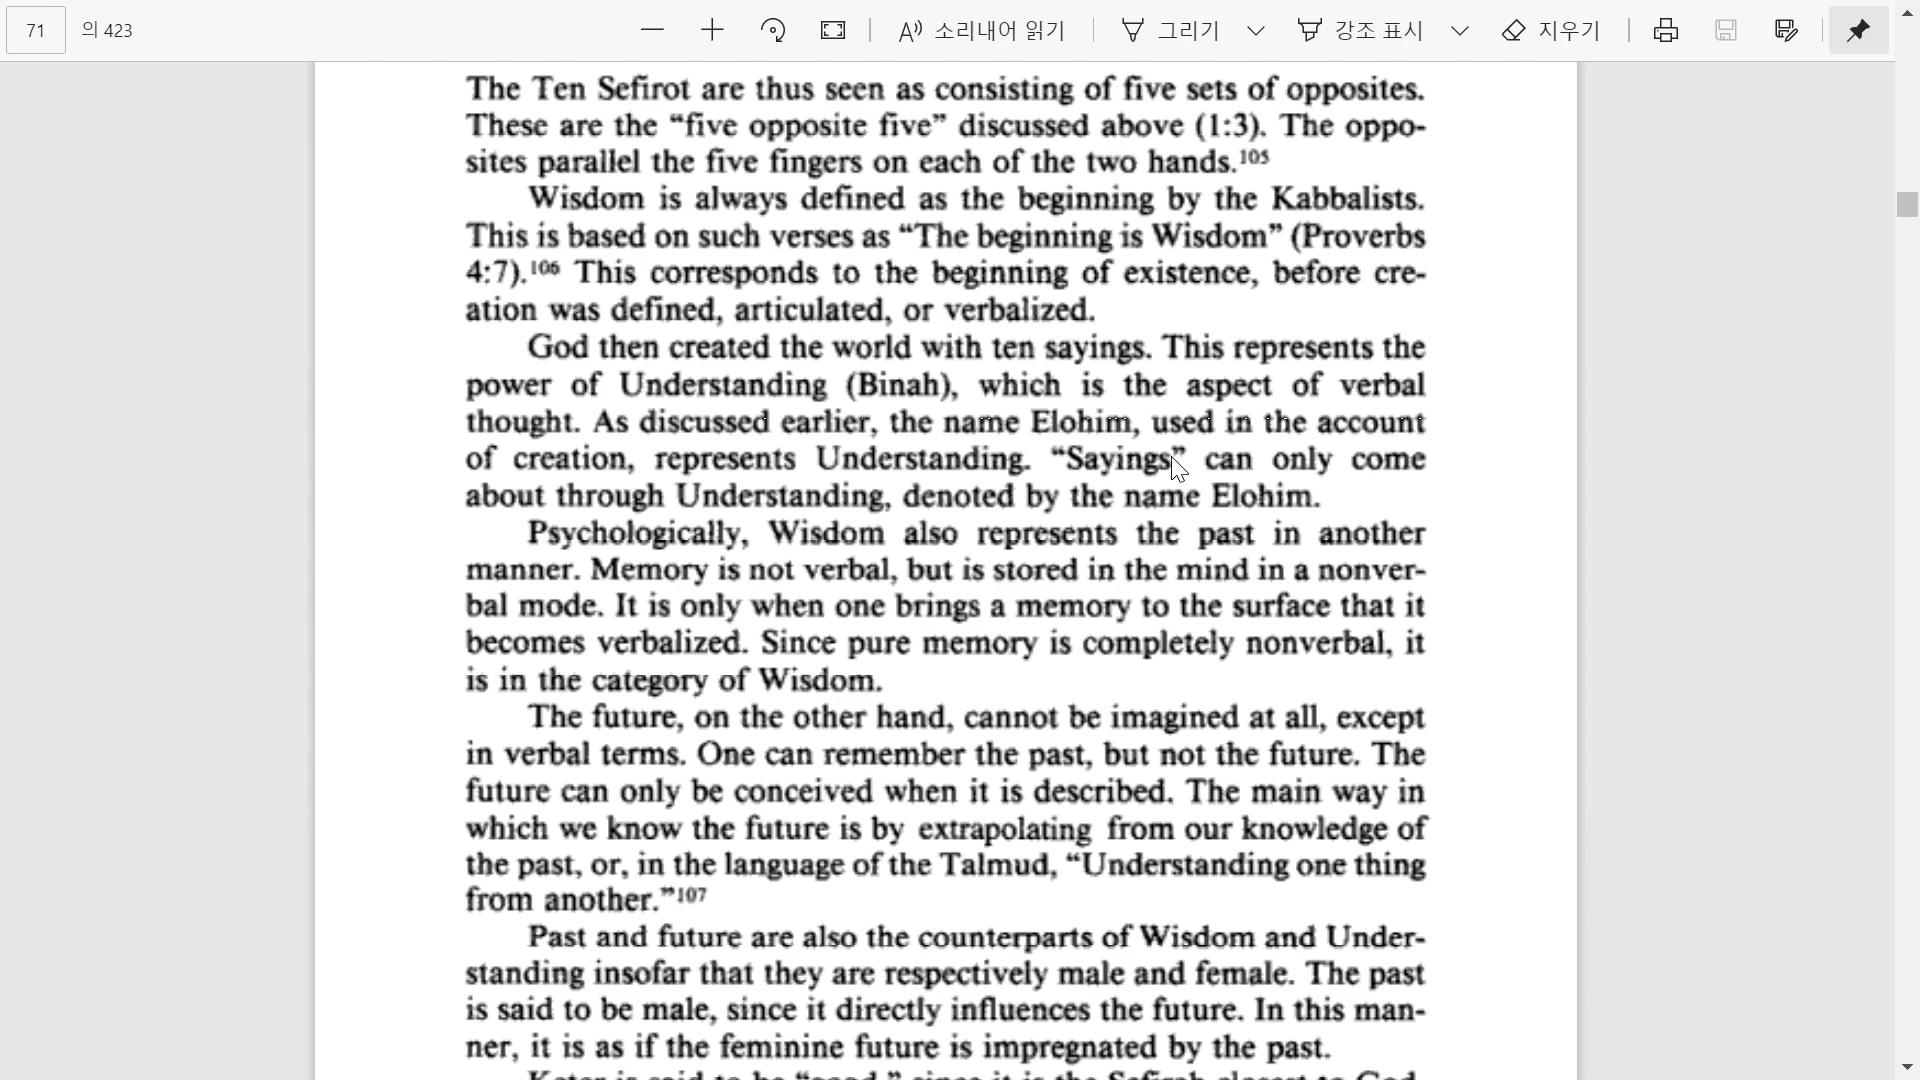 71 의 423 소리내어 읽기 그리기 강조 표시 지우기
The Ten Sefirot are thus seen as consisting of five sets of opposites.
These are the “five opposite five” discussed above (1:3). The oppo-
sites parallel the five fingers on each of the two hands.105
Wisdom is always defined as the beginning by the Kabbalists.
This is based on such verses as “The beginning is Wisdom” (Proverbs
4:7).106 This corresponds to the beginning of existence, before cre-
ation was defined, articulated, or verbalized.
God then created the world with ten sayings. This represents the
power of Understanding (Binah), which is the aspect of verbal
thought. As discussed earlier, the name Elohim, used in the account
of creation, represents Understanding. “Sayings” can only come
about through Understanding, denoted by the name Elohim.
Psychologically, Wisdom also represents the past in another
manner. Memory is not verbal, but is stored in the mind in a nonver-
bal mode. It is only when one brings a memory to the surface that it
becomes verbalized. Since pure memory is completely nonverbal, it
is in the category of Wisdom.
The future, on the other hand, cannot be imagined at all, except
in verbal terms. One can remember the past, but not the future. The
future can only be conceived when it is described. The main way in
which we know the future is by extrapolating from our knowledge of
the past, or, in the language of the Talmud, “Understanding one thing
from another.”107
Past and future are also the counterparts of Wisdom and Under-
standing insofar that they are respectively male and female. The past
is said to be male, since it directly influences the future. In this man-
ner, it is as if the feminine future is impregnated by the past.
Keter is said to be “good,” since it is the Sefirah closest to God,